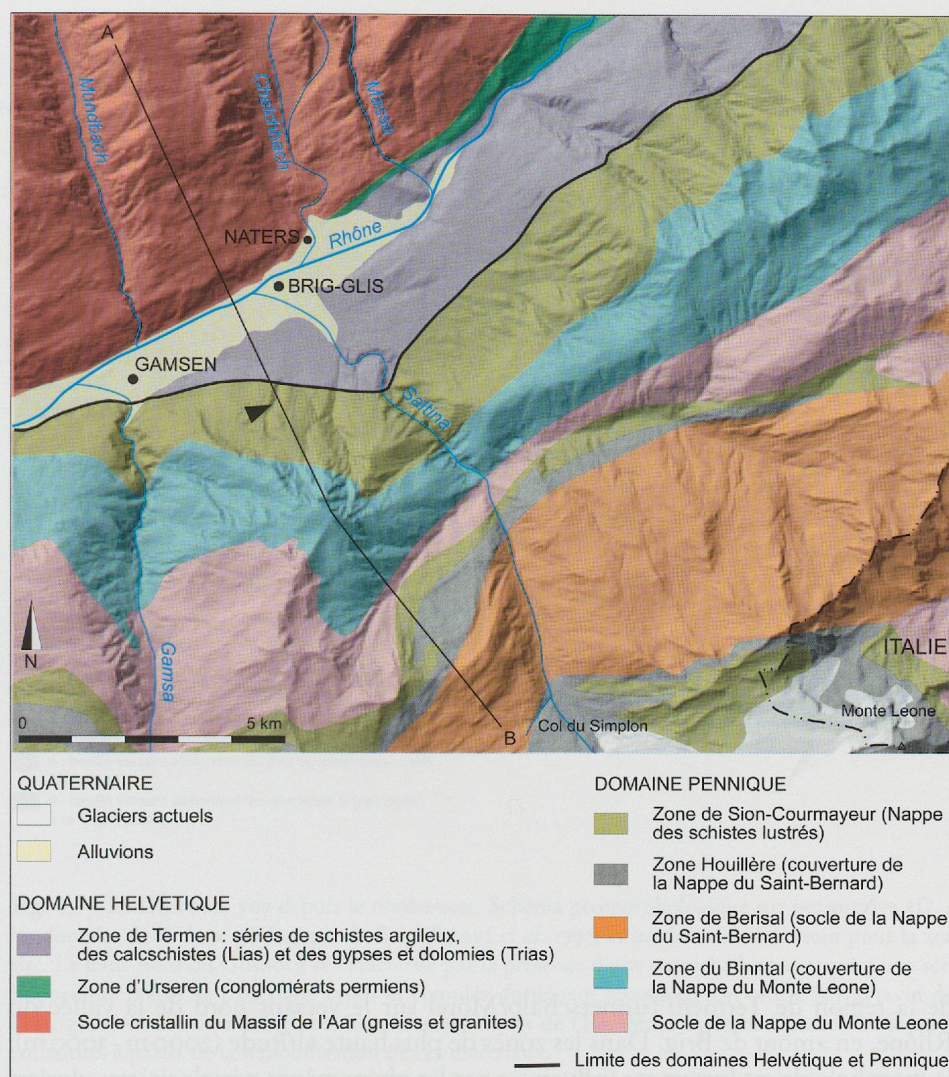 A
Mundbach
Chelchbach
Massa
NATERS
Rhône
BRIG-GLIS
GAMSEN
Saltina
N
Gamsa
ITALIE
0
5 km
Monte Leone
B
Col du Simplon
QUATERNAIRE
Glaciers actuels
Alluvions
DOMAINE HELVETIQUE
Zone de Termen : séries de schistes argileux,
des calcschistes (Lias) et des gypses et dolomies (Trias)
Zone d'Urseren (conglomérats permiens)
Socle cristallin du Massif de l'Aar (gneiss et granites)
DOMAINE PENNIQUE
Zone de Sion-Courmayeur (Nappe
des schistes lustrés)
Zone Houillère (couverture de
la Nappe du Saint-Bernard)
Zone de Berisal (socle de la Nappe
du Saint-Bernard)
Zone du Binntal (couverture de
la Nappe du Monte Leone)
Socle de la Nappe du Monte Leone
Limite des domaines Helvétique et Pennique